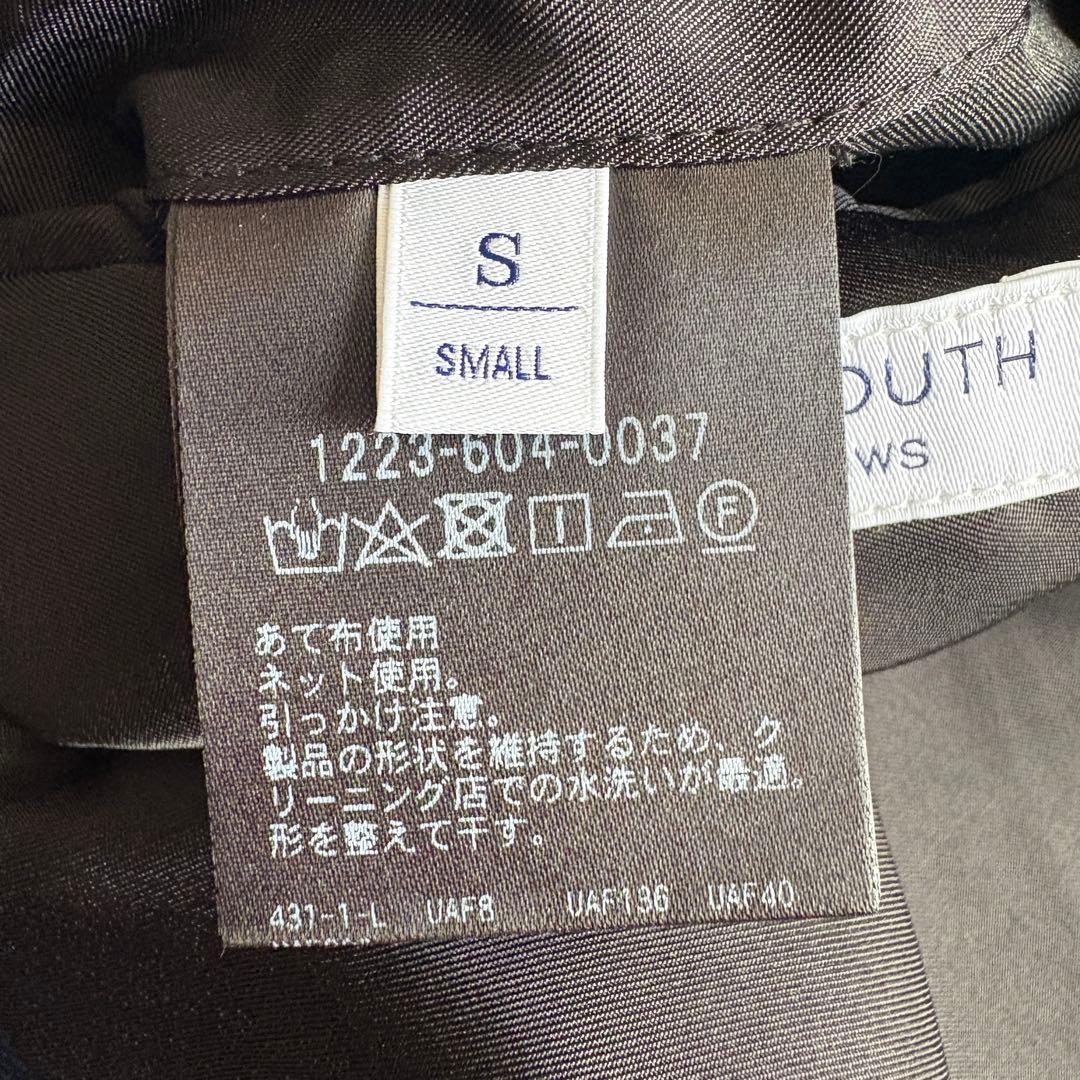 S
SMALL
OUTH
ws
1223-604-0037
あて布使用
ネット使用。
引っかけ注意。
製品の形状を維持するため、ク
リーニング店での水洗いが最適。
形を整えて干す。
431-1-L UAF8 UAF136 UAF40